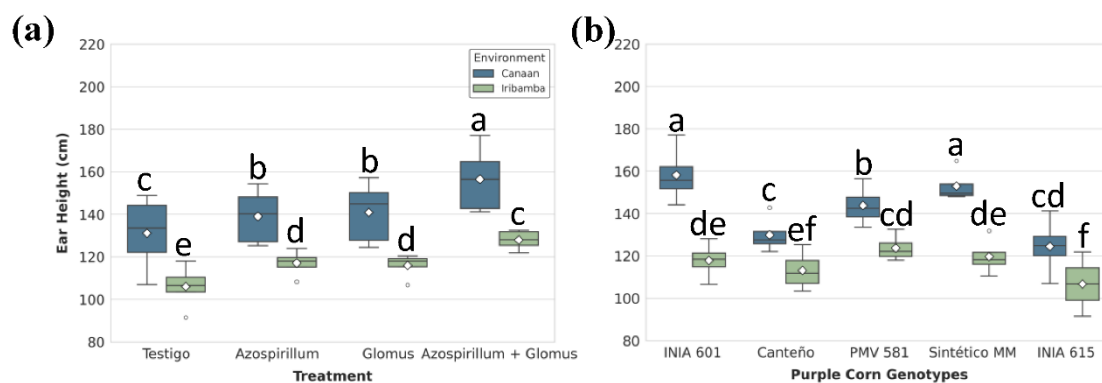 (a)
Ear Height (cm)
220
200
180
160
140
120
100
80
Environment
Canaan
Iribamba
c
e
b
d
b
d
a
c
Testigo
Azospirillum
Glomus
Azospirillum + Glomus
Treatment
(b)
220
200
180
160
140
120
100
80
a
de
c
ef
b
cd
a
de
cd
f
INIA 601
Canteño
PMV 581
Sintético MM
INIA 615
Purple Corn Genotypes